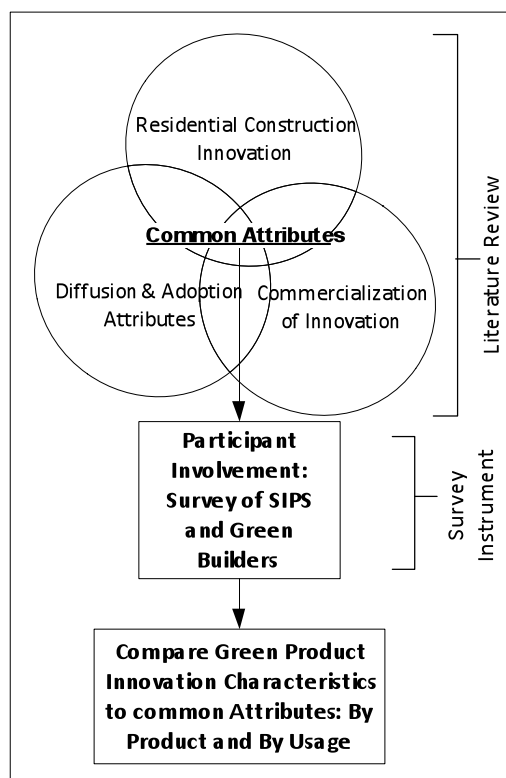 Residential Construction
Innovation
Common Attributes
Diffusion & Adoption
Attributes
Commercialization
of Innovation
Literature Review
Participant
Involvement:
Survey of SIPS
and Green
Builders
Survey
Instrument
Compare Green Product
Innovation Characteristics
to common Attributes: By
Product and By Usage